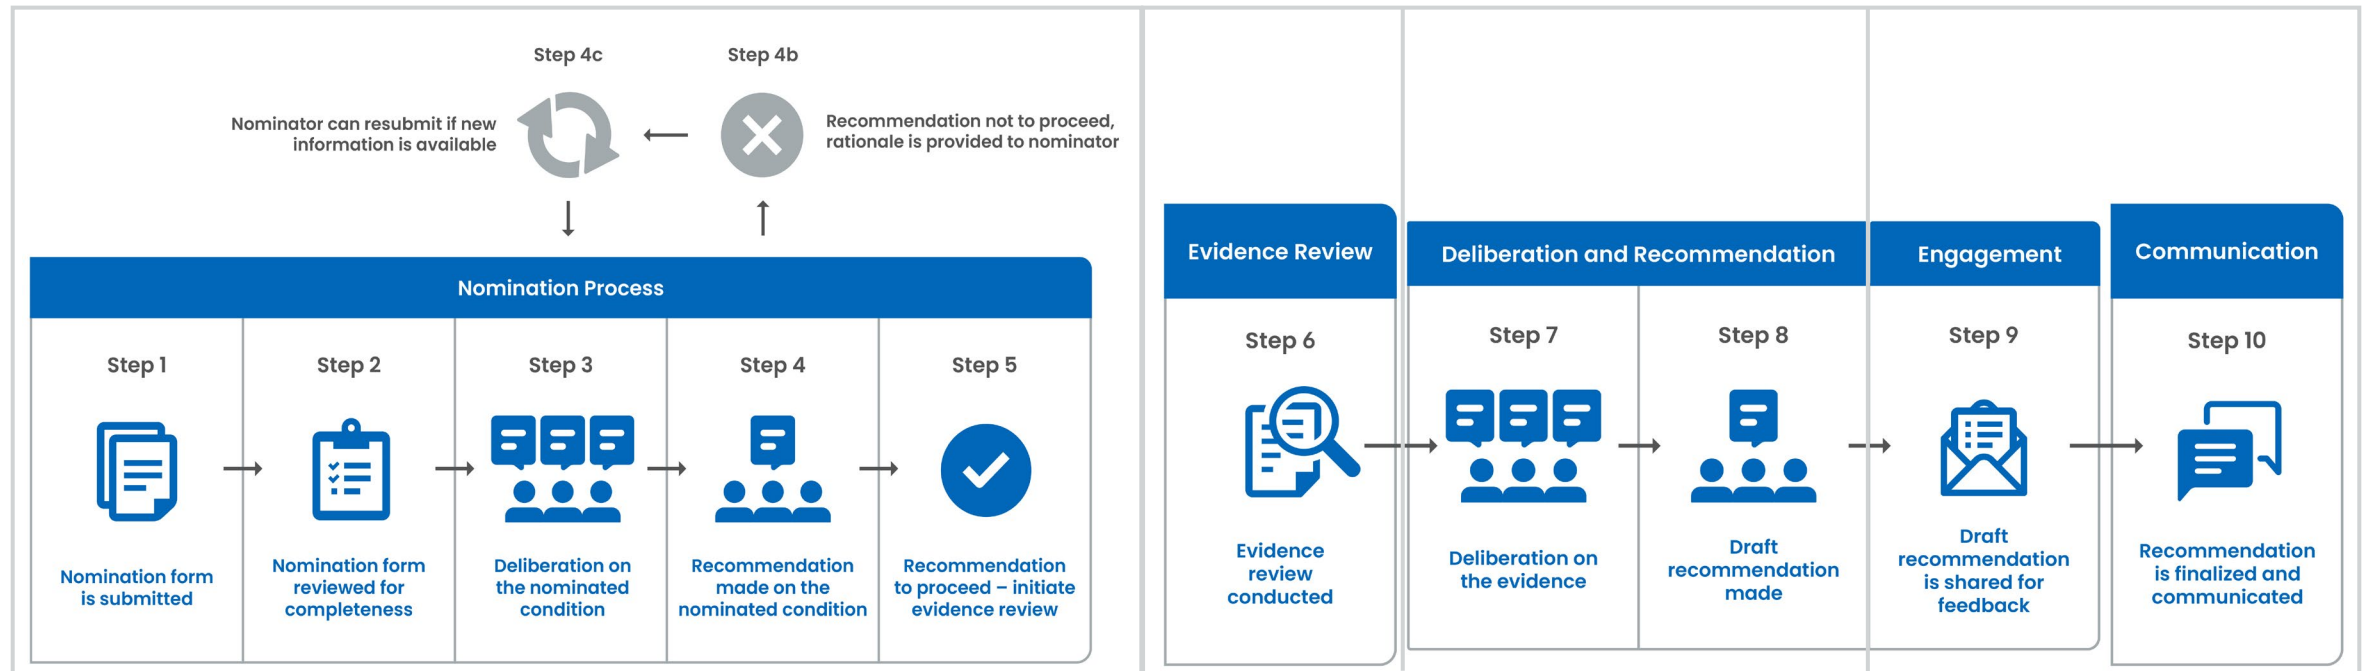 Step 4c
Nominator can resubmit if new
information is available
Step 4b
Recommendation not to proceed,
rationale is provided to nominator
Nomination Process
Step 1
Nomination form
is submitted
Step 2
Nomination form
reviewed for
completeness
Step 3
Deliberation on
the nominated
condition
Step 4
Recommendation
made on the
nominated condition
Step 5
Recommendation
to proceed – initiate
evidence review
Evidence Review
Step 6
Evidence
review
conducted
Deliberation and Recommendation
Step 7
Deliberation on
the evidence
Step 8
Draft
recommendation
made
Engagement
Step 9
Draft
recommendation
is shared for
feedback
Communication
Step 10
Recommendation
is finalized and
communicated